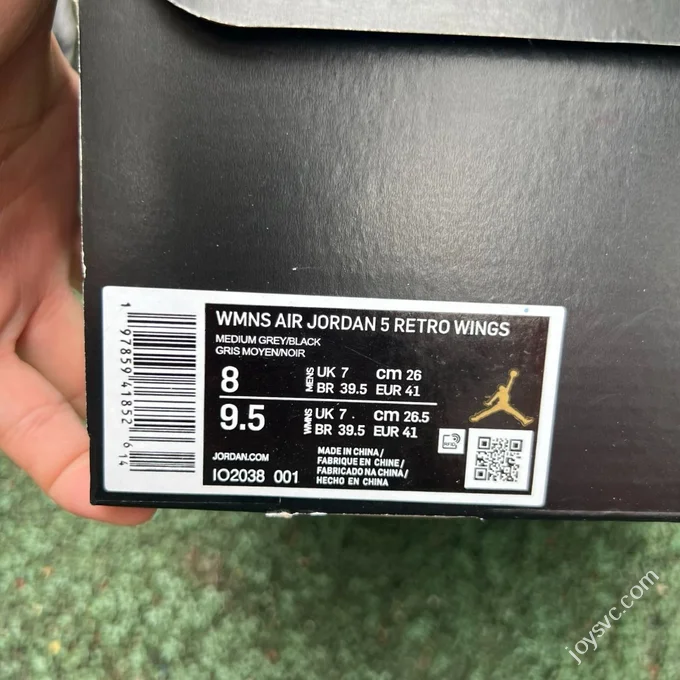 WMNS AIR JORDAN 5 RETRO WINGS
MEDIUM GREY/BLACK
GRIS MOYEN/NOIR
8 MENS UK 7 cm 26
BR 39.5 EUR 41
9.5 WMNS UK 7. cm 26.5
BR 39.5 EUR 41
JORDAN.COM
IO2038 001
MADE IN CHINA/
FABRIQUE EN CHINE/
FABRICADO NA CHINA/
HECHO EN CHINA
1 97859 41852 614
joysvc.com